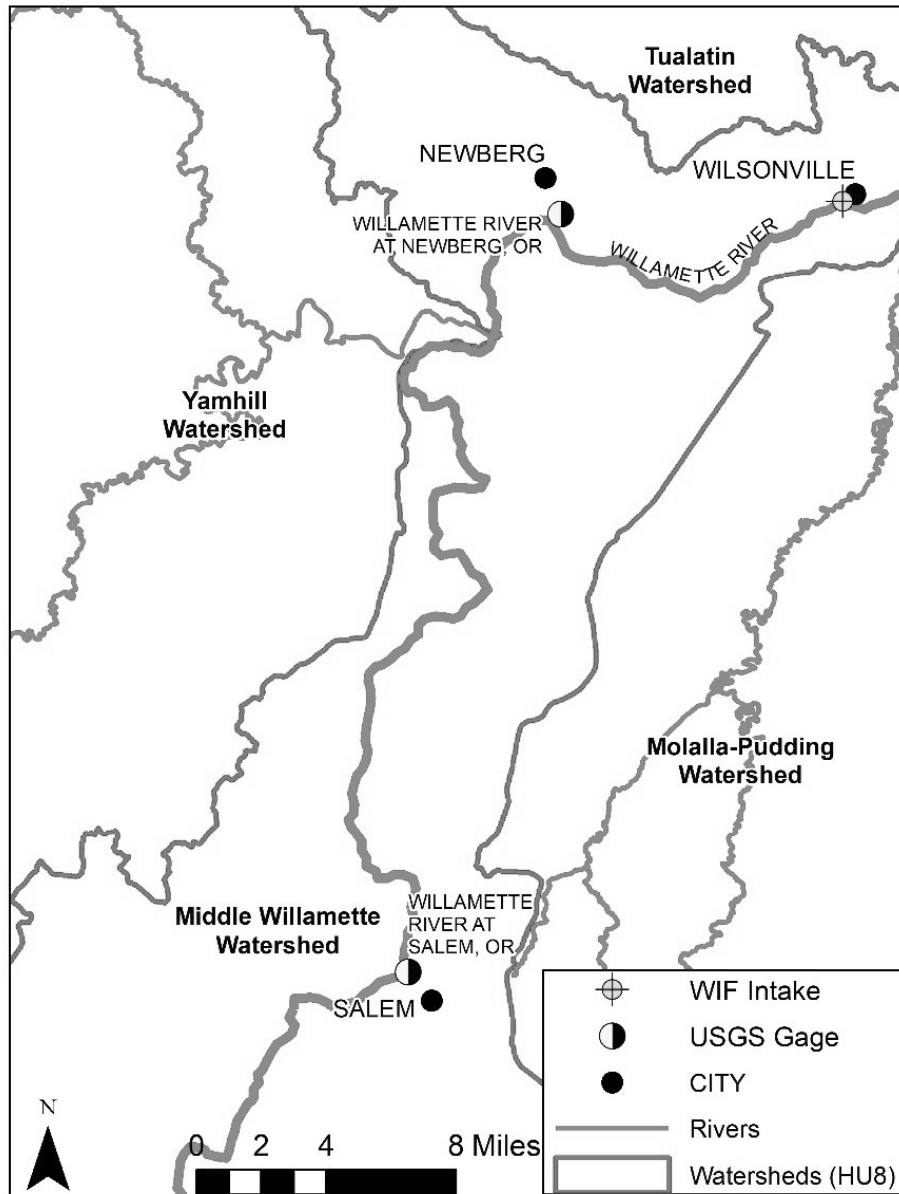 Tualatin
Watershed
NEWBERG
WILSONVILLE
WILLAMETTE RIVER
AT NEWBERG, OR
WILLAMETTE RIVER
Yamhill
Watershed
Molalla-Pudding
Watershed
Middle Willamette
Watershed
WILLAMETTE
RIVER AT
SALEM, OR
SALEM
N
0 2 4 8 Miles
WIF Intake
USGS Gage
CITY
Rivers
Watersheds (HU8)